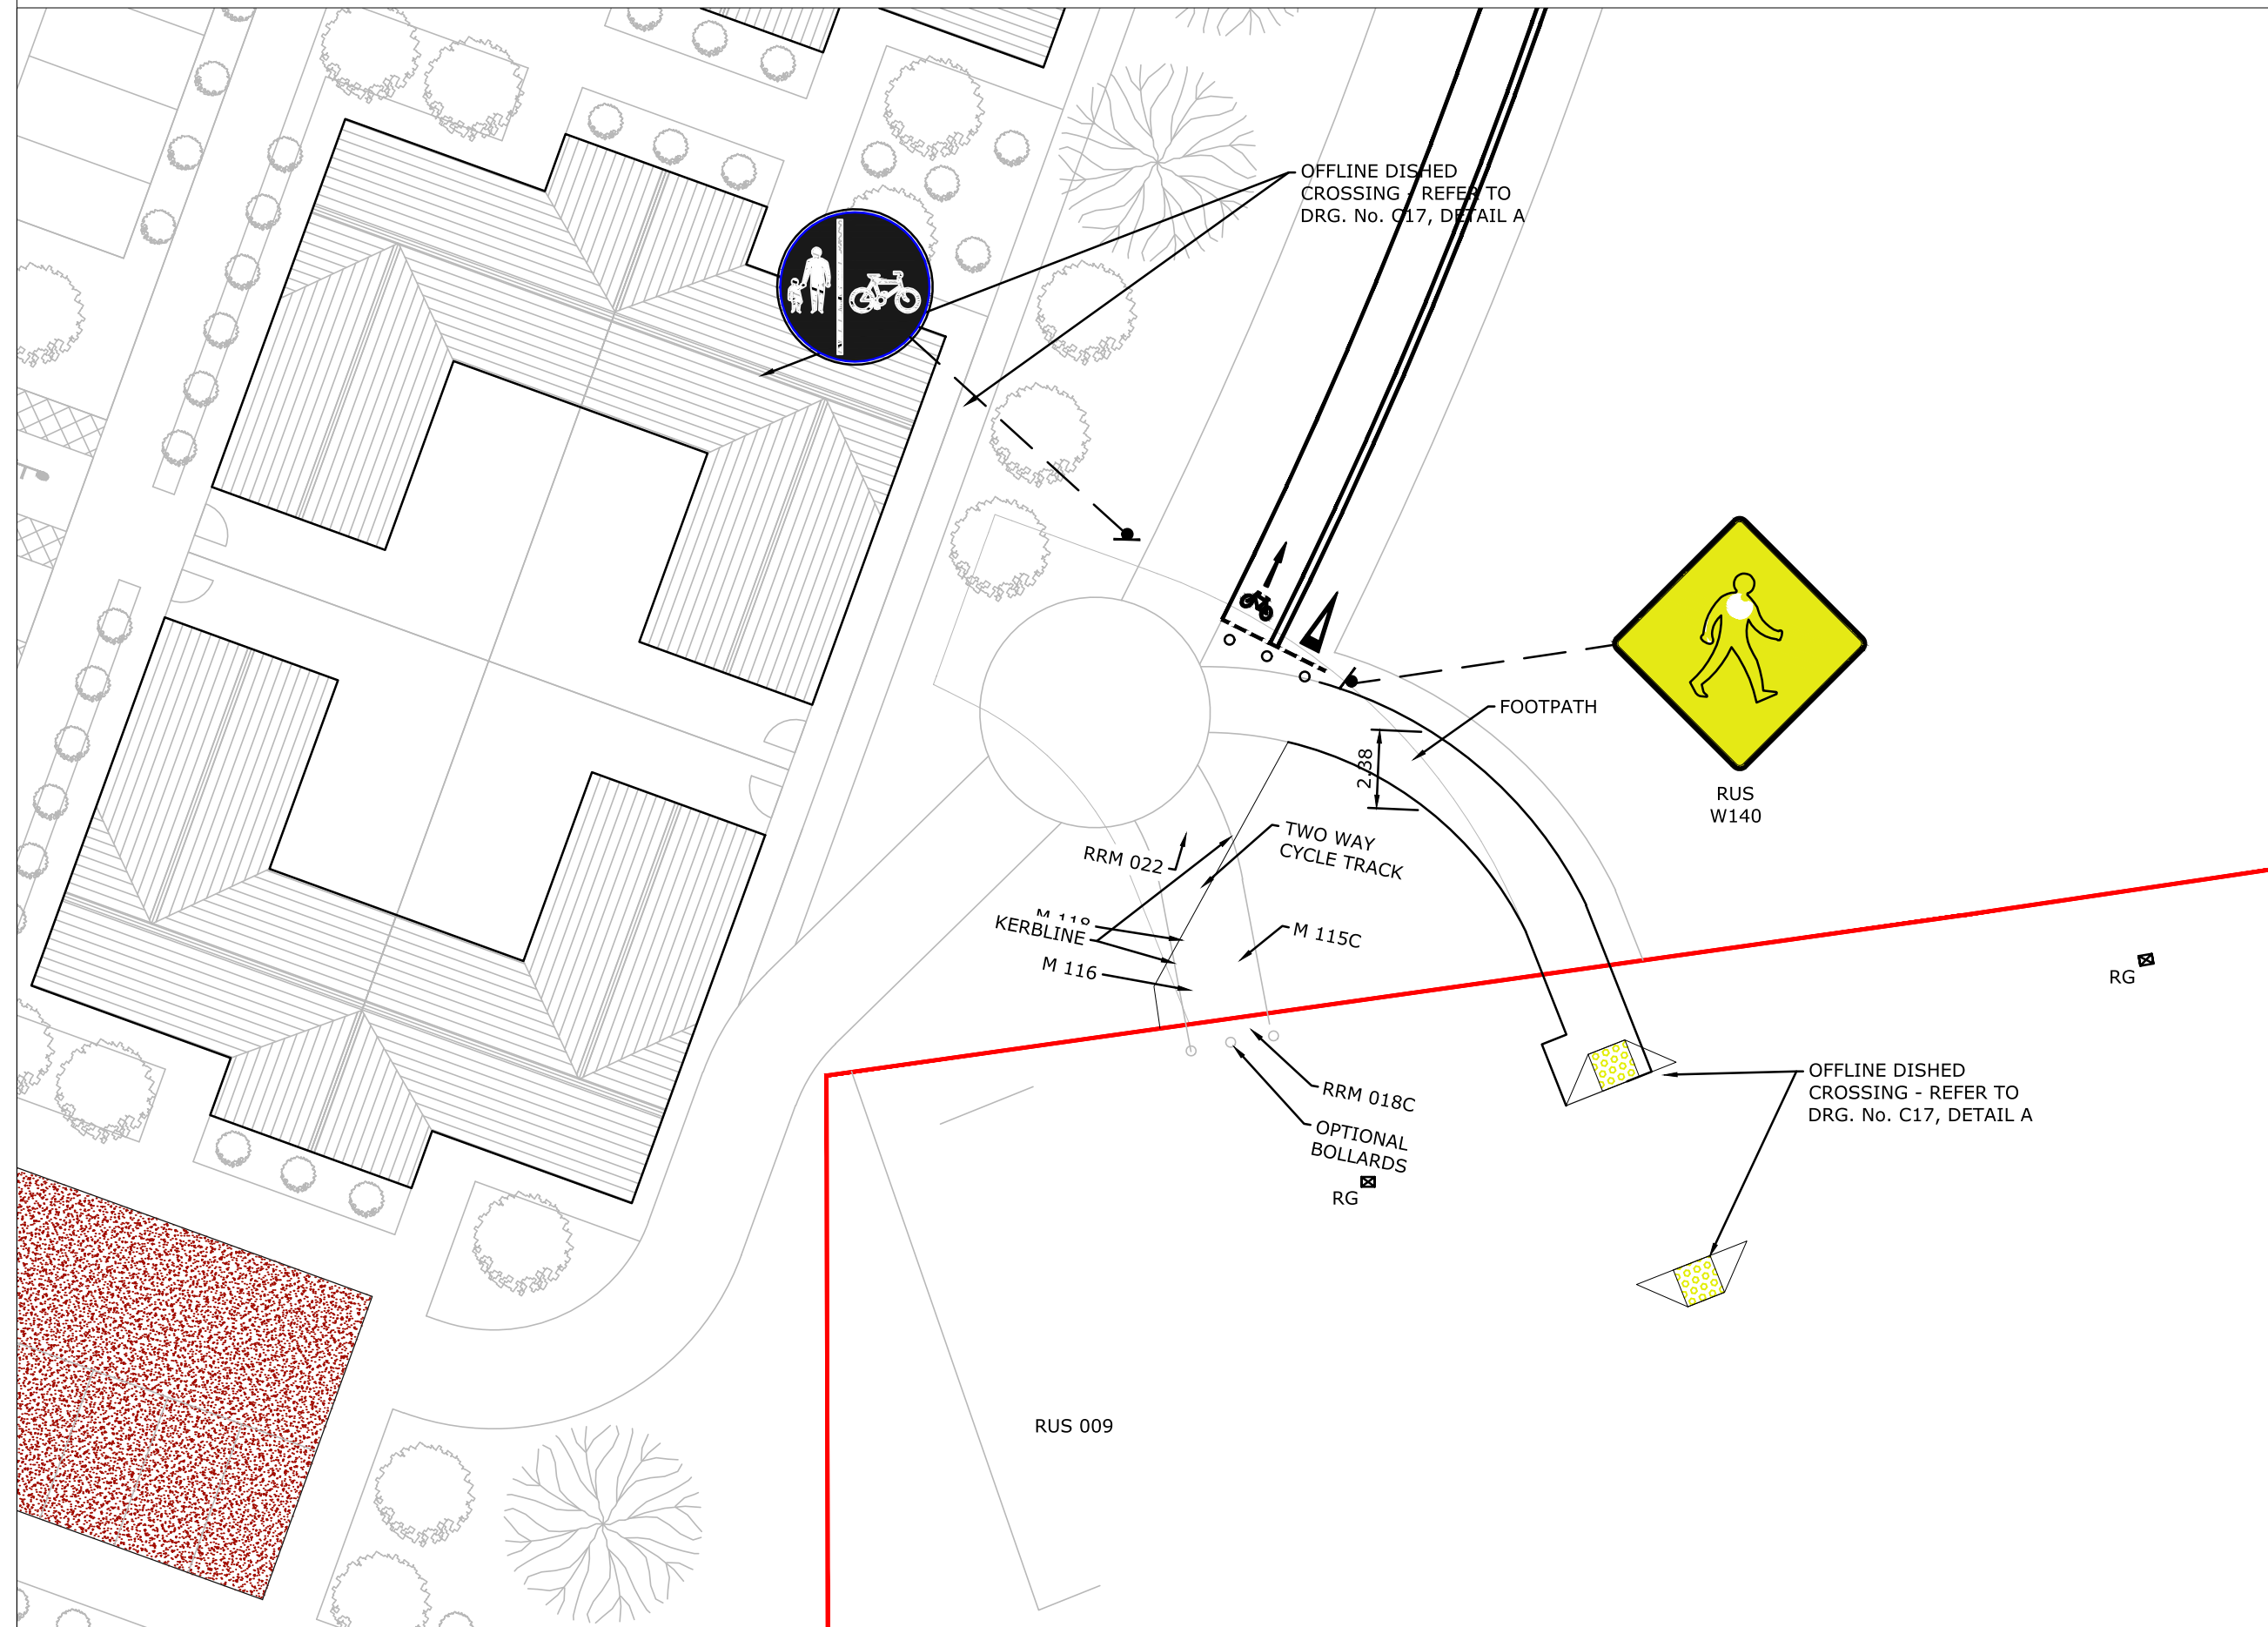 OFFLINE DISHED
CROSSING - REFER TO
DRG. No. C17, DETAIL A
FOOTPATH
2.38
RUS
W140
TWO WAY
CYCLE TRACK
RRM 022
M 118
KERBLINE
M 115C
M 116
RG
RRM 018C
OPTIONAL
BOLLARDS
RG
OFFLINE DISHED
CROSSING - REFER TO
DRG. No. C17, DETAIL A
RUS 009